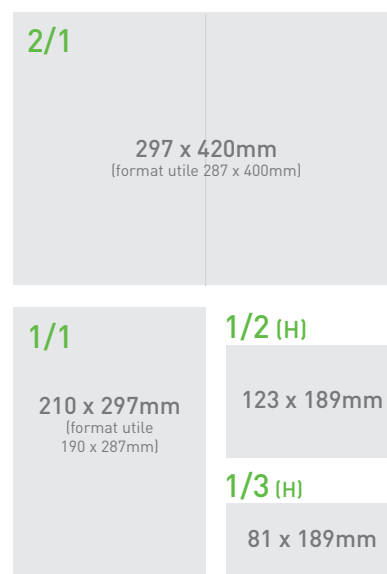 2/1
297 x 420mm
(format utile 287 x 400mm)
1/1
210 x 297mm
(format utile
190 x 287mm)
1/2 (H)
123 x 189mm
1/3 (H)
81 x 189mm